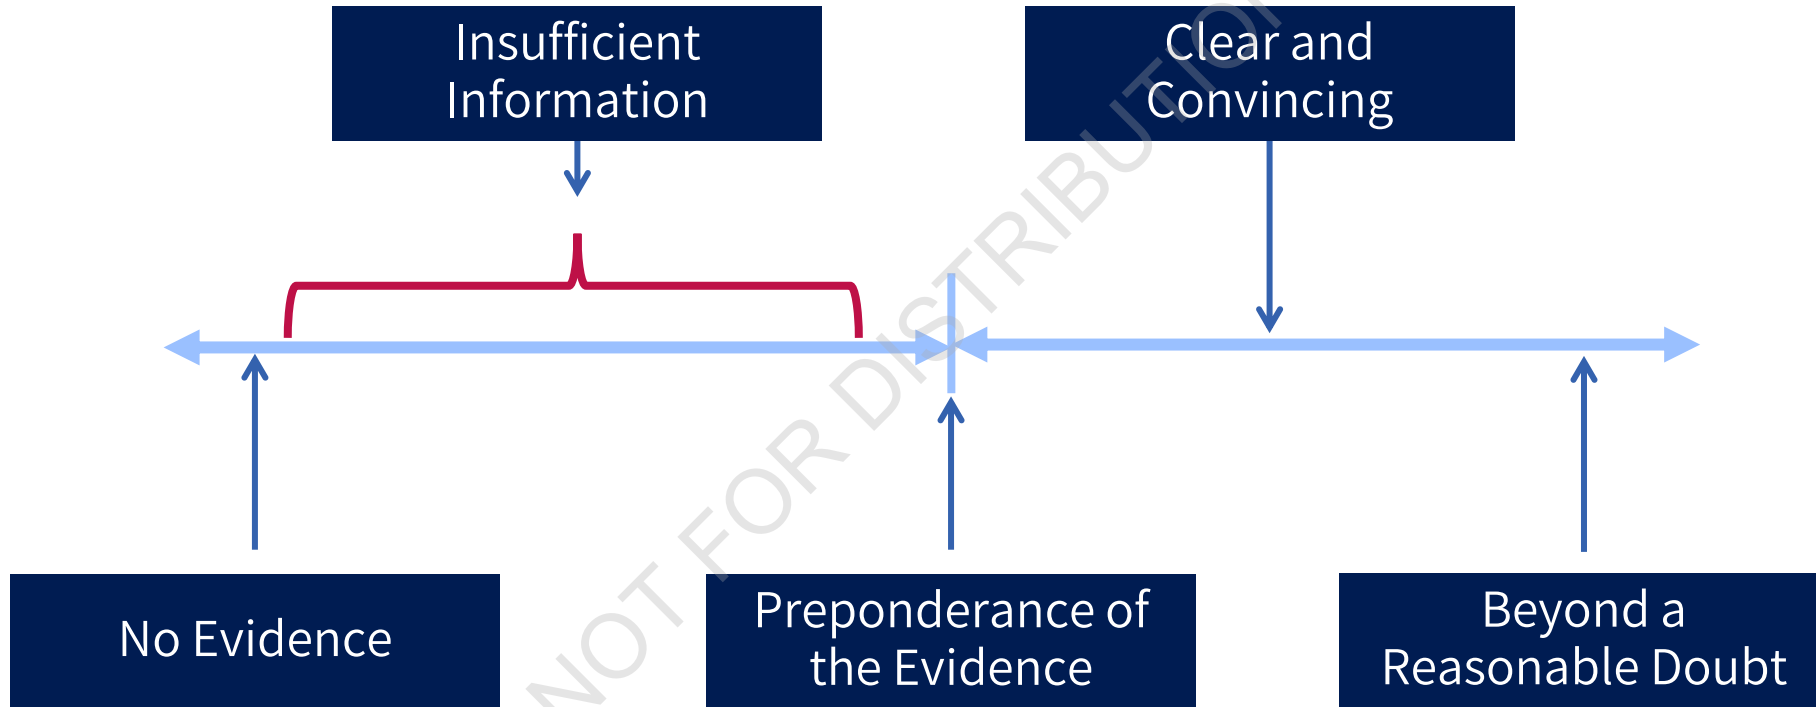 Insufficient
Information
Clear and
Convincing
No Evidence
Preponderance of
the Evidence
Beyond a
Reasonable Doubt
NOT FOR DISTRIBUTION